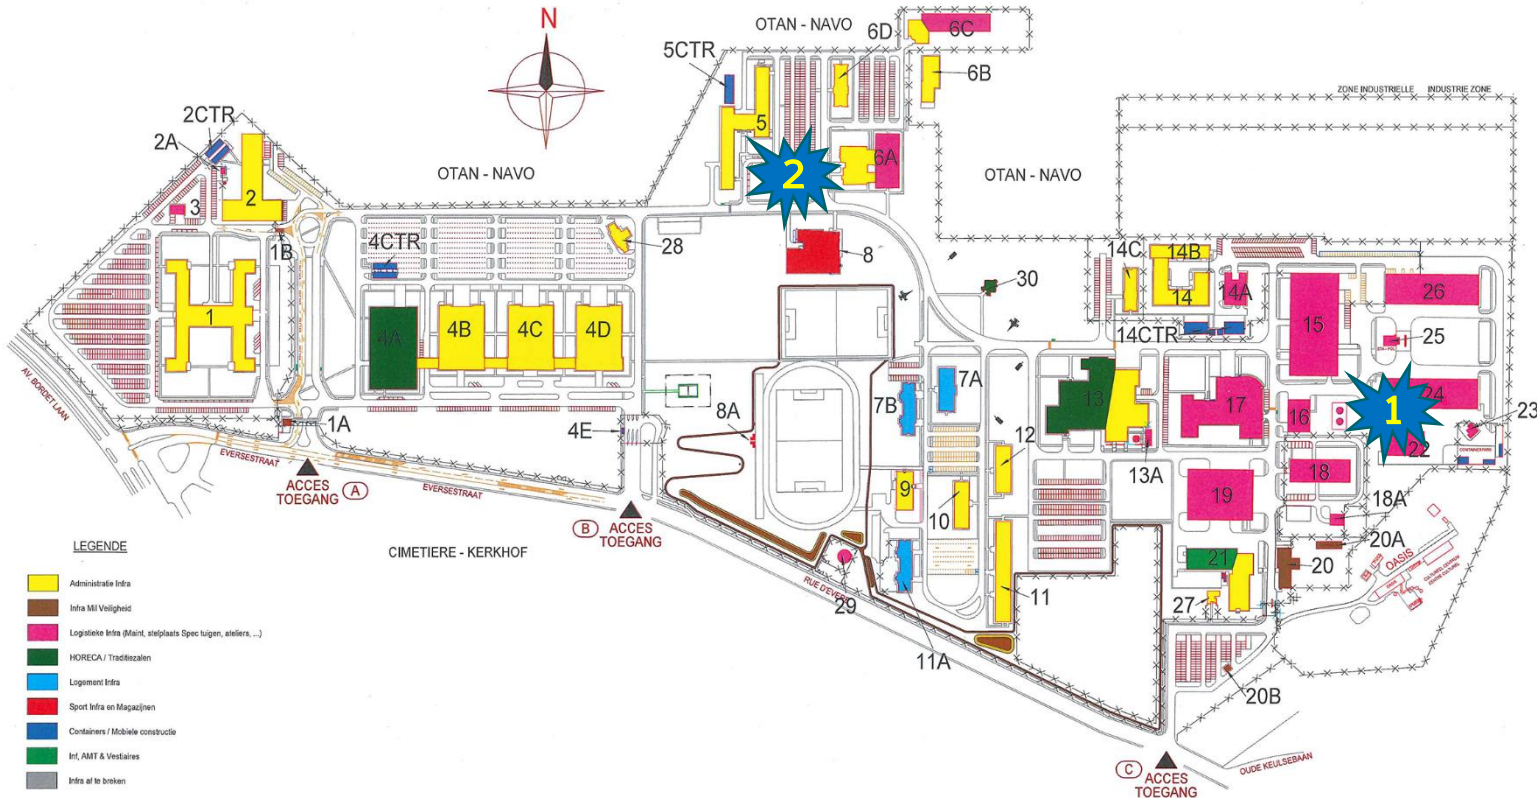 N
OTAN - NAVO
6C
6D
5CTR
6B
ZONE INDUSTRIELLE
INDUSTRIE ZONE
2CTR
2A
5
2
6A
OTAN - NAVO
OTAN - NAVO
2
3
1B
28
4CTR
8
14C
14B
30
14
14A
26
1
4A
4B
4C
4D
14CTR
15
25
AV. BORDET LAAN
7A
7B
13
17
16
1
24
23
8A
12
22
CONTAINERPARK
1A
4E
13A
18
EVERSESTRAAT
ACCES
TOEGANG
A
EVERSESTRAAT
9
10
19
18A
B
ACCES
TOEGANG
20A
OASIS
CIMETIERE - KERKHOF
21
20
29
RUE D'EVERE
27
11
11A
20B
LEGENDE
Administratie Infra
Infra Mil Veiligheid
Logistieke Infra (Maint, stelplaats Spec tuigen, ateliers, ...)
HORECA / Traditiezalen
Logement Infra
Sport Infra en Magazijnen
Containers / Mobiele constructie
Inf, AMT & Vestiaires
Infra af te breken
C
ACCES
TOEGANG
OUDE KEULSEBAAN